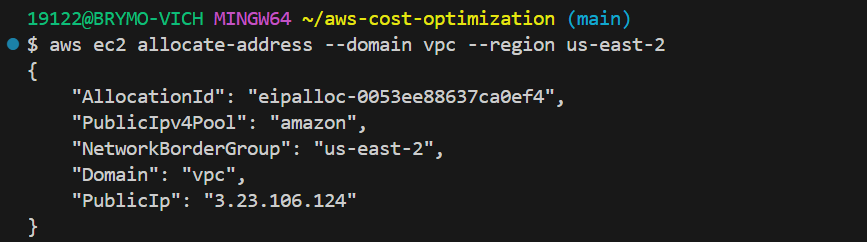 19122@BRYMO-VICH MINGW64 ~/aws-cost-optimization (main)
$ aws ec2 allocate-address --domain vpc --region us-east-2
{
    "AllocationId": "eipalloc-0053ee88637ca0ef4",
    "PublicIpv4Pool": "amazon",
    "NetworkBorderGroup": "us-east-2",
    "Domain": "vpc",
    "PublicIp": "3.23.106.124"
}